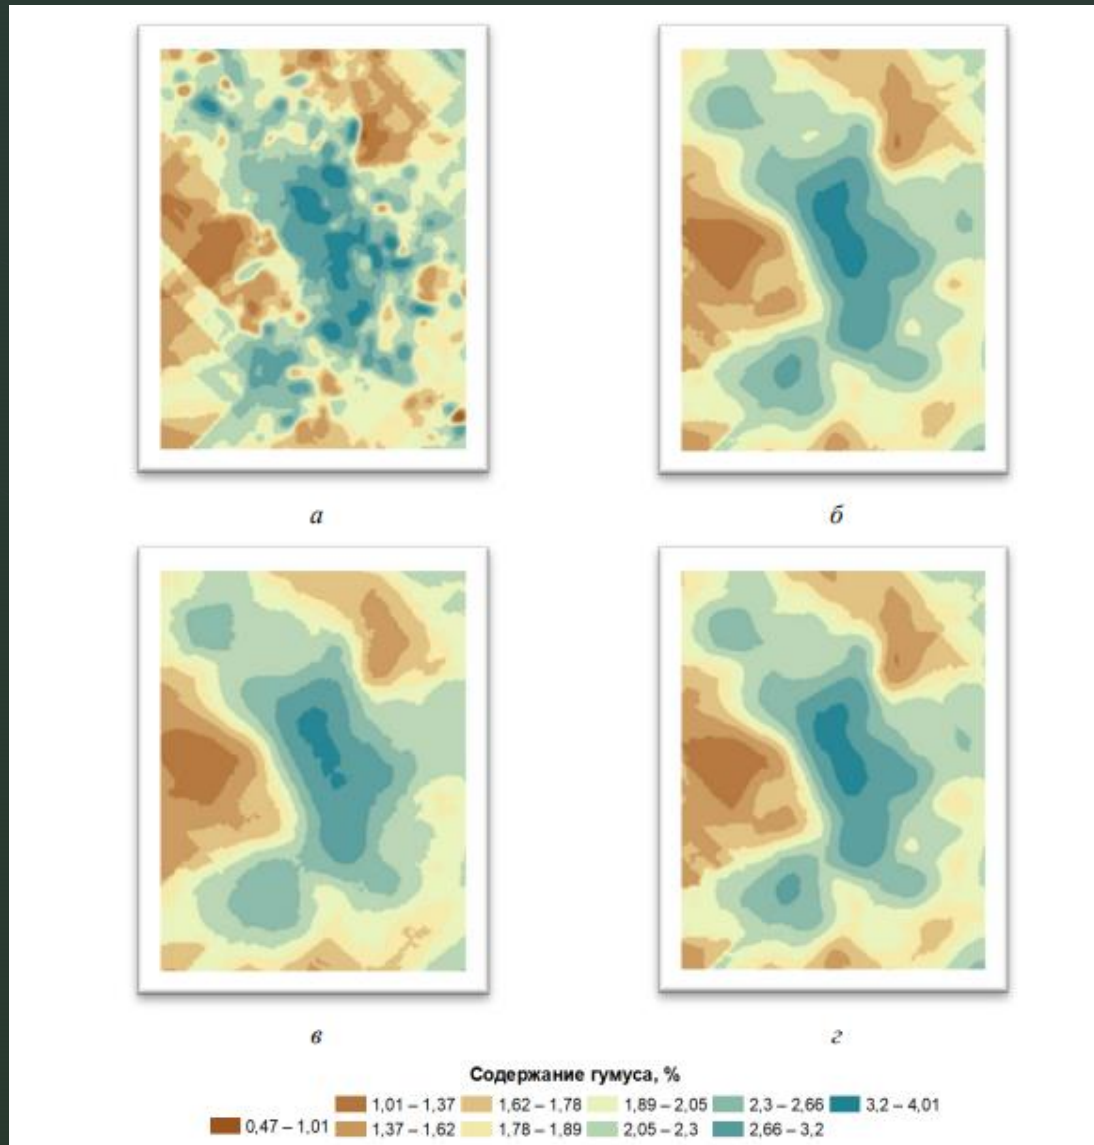 а
б
в
г
Содержание гумуса, %
0,47 – 1,01
1,01 – 1,37
1,37 – 1,62
1,62 – 1,78
1,78 – 1,89
1,89 – 2,05
2,05 – 2,3
2,3 – 2,66
2,66 – 3,2
3,2 – 4,01